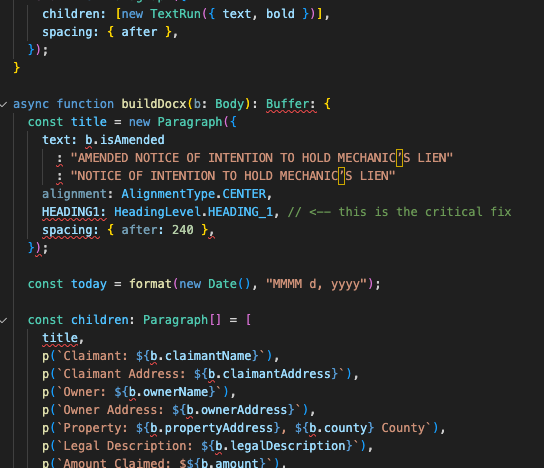 children: [new TextRun({ text, bold })],
spacing: { after },
});
}
async function buildDocx(b: Body): Buffer: {
const title = new Paragraph({
text: b.isAmended
: "AMENDED NOTICE OF INTENTION TO HOLD MECHANIC’S LIEN"
: "NOTICE OF INTENTION TO HOLD MECHANIC’S LIEN"
alignment: AlignmentType.CENTER,
HEADING1: HeadingLevel.HEADING_1, // <-- this is the critical fix
spacing: { after: 240 },
});
const today = format(new Date(), "MMMM d, yyyy");
const children: Paragraph[] = [
title,
p(`Claimant: ${b.claimantName}`),
p(`Claimant Address: ${b.claimantAddress}`),
p(`Owner: ${b.ownerName}`),
p(`Owner Address: ${b.ownerAddress}`),
p(`Property: ${b.propertyAddress}, ${b.county} County`),
p(`Legal Description: ${b.legalDescription}`),
p(`Amount Claimed: $${b.amount}`),